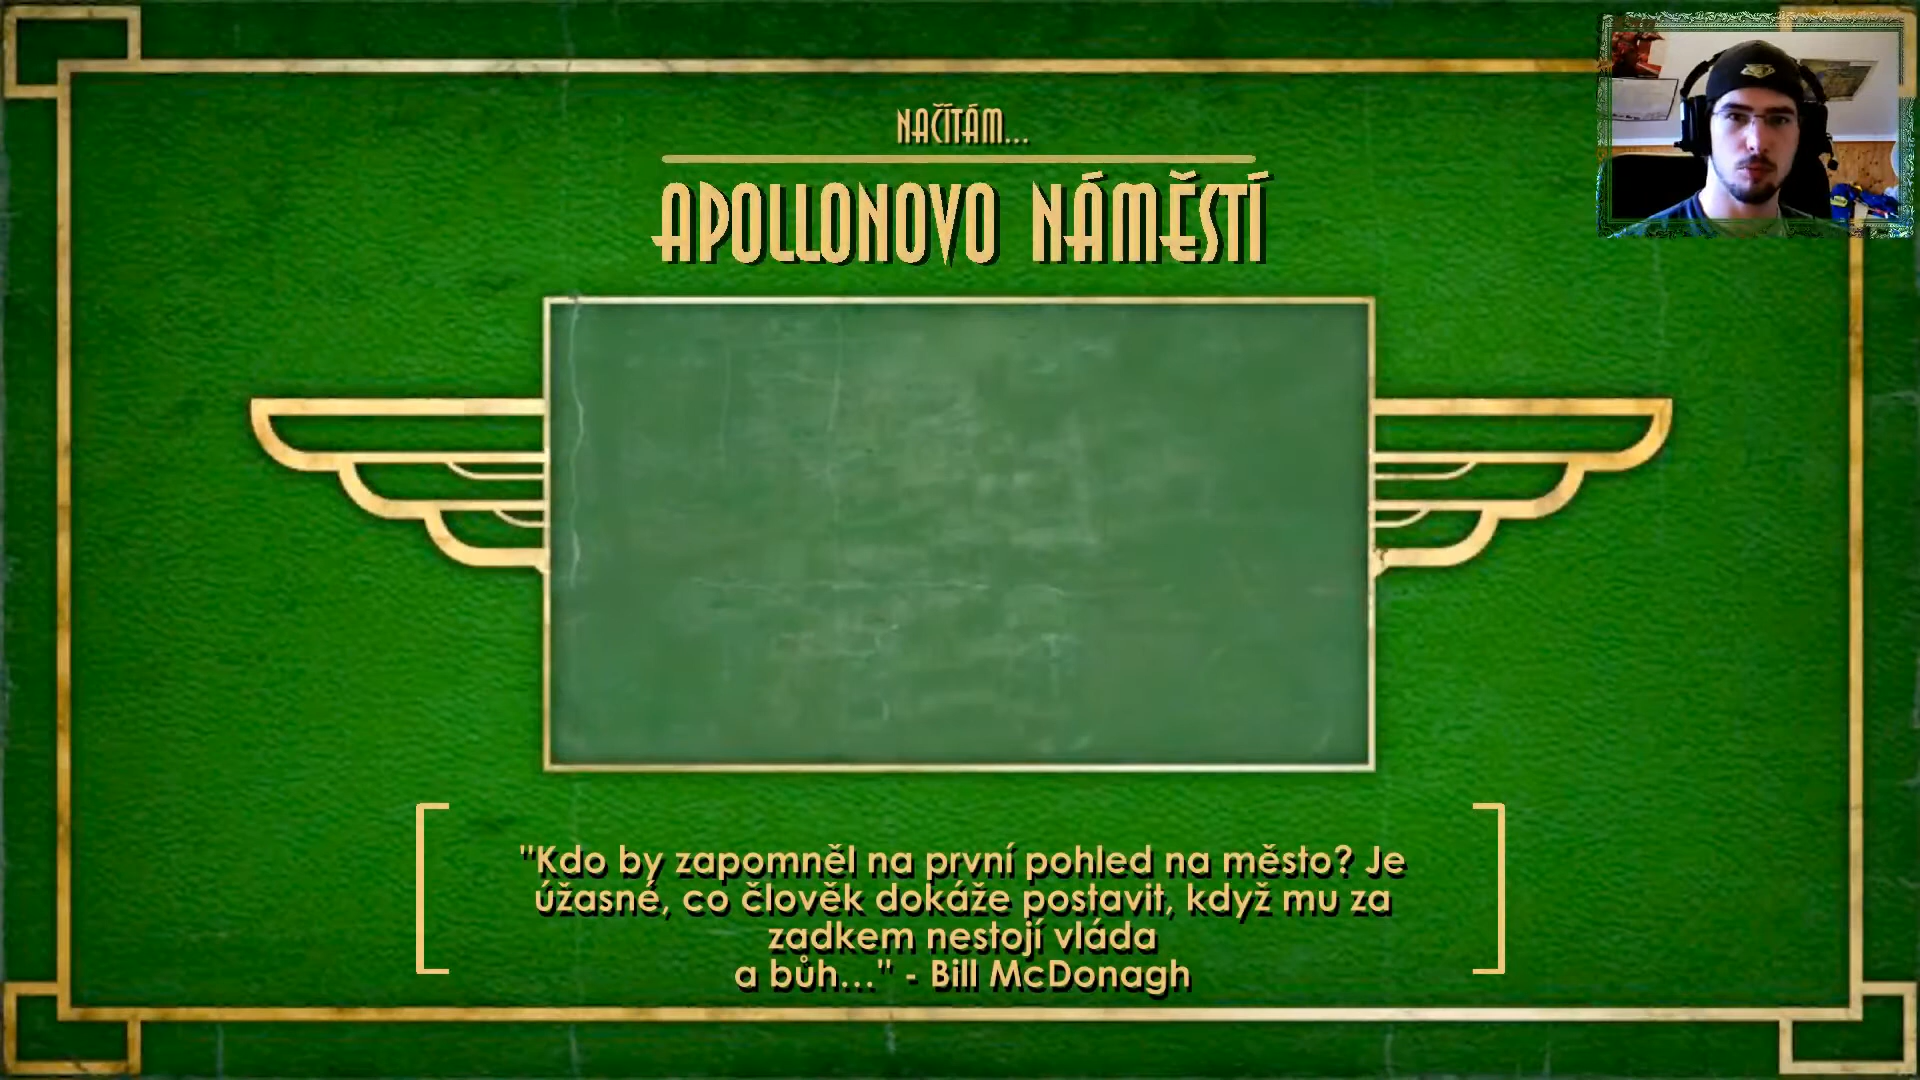 NAČÍTÁM...
APOLLONOVO NÁMĚSTÍ
"Kdo by zapomněl na první pohled na město? Je
úžasné, co člověk dokáže postavit, když mu za
zadkem nestojí vláda
a bůh..." - Bill McDonagh